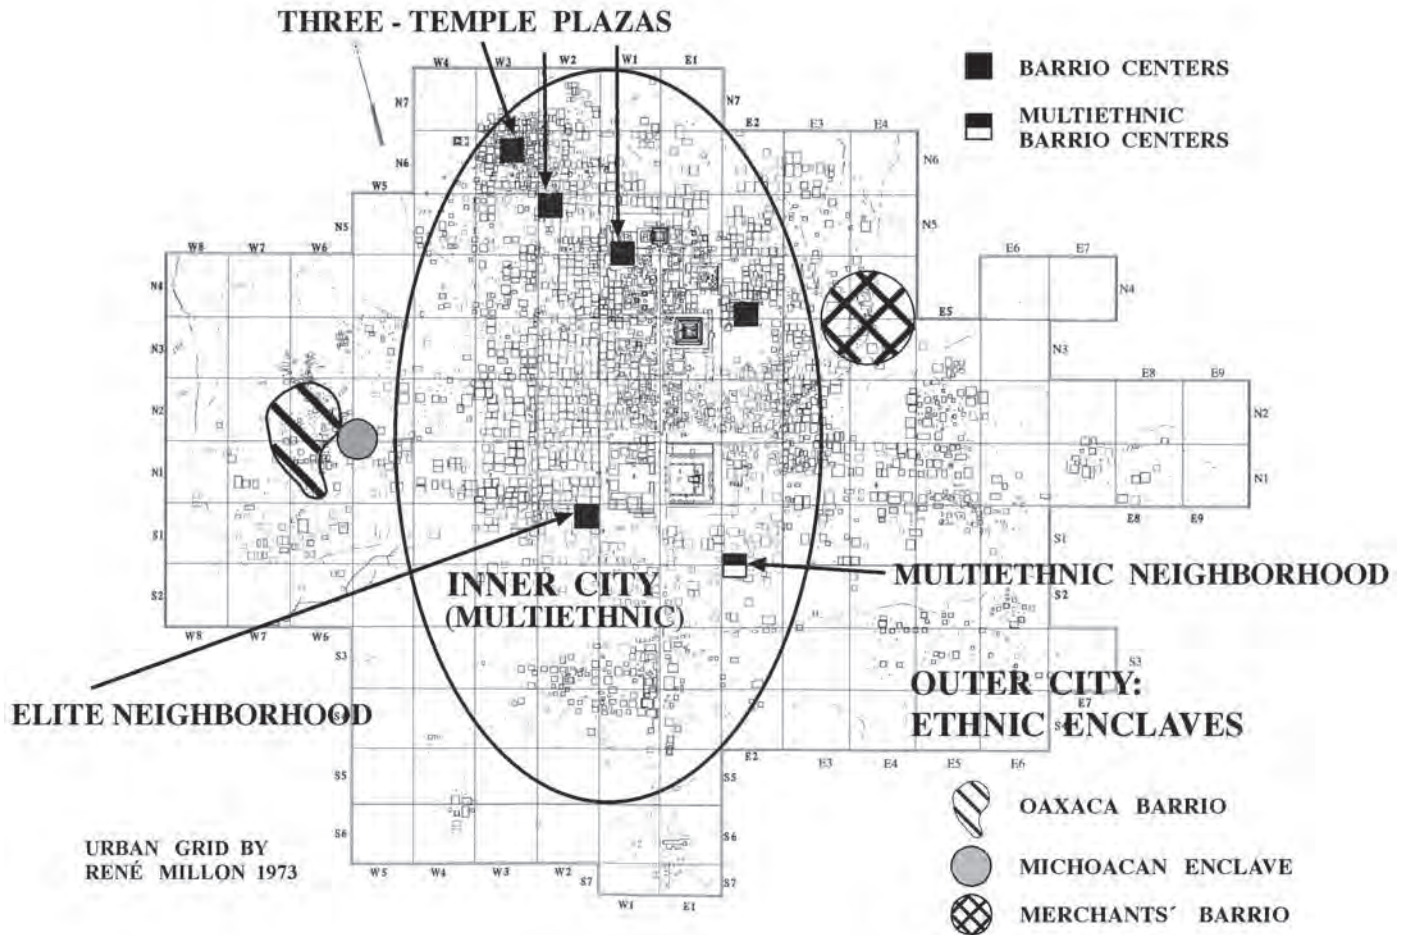 THREE - TEMPLE PLAZAS
BARRIO CENTERS
MULTIETHNIC
BARRIO CENTERS
W4 W3 W2 W1 E1
N7 N7
E2 E3 E4
N6 N6
W5
N5 N5
W8 W7 W6
E6 E7
N4 N4
E5
N3 N3
E8 E9
N2 N2
N1 N1
E8 E9
S1 S1
INNER CITY
(MULTIETHNIC)
MULTIETHNIC NEIGHBORHOOD
S2 S2
W8 W7 W6
S3 S3
ELITE NEIGHBORHOOD
OUTER CITY:
ETHNIC ENCLAVES
E7
S4 S4
E2 E3 E4 E5 E6
S5 S5
OAXACA BARRIO
S6 S6
URBAN GRID BY
RENÉ MILLON 1973
W5 W4 W3 W2
S7 S7
W1 E1
MICHOACAN ENCLAVE
MERCHANTS´ BARRIO